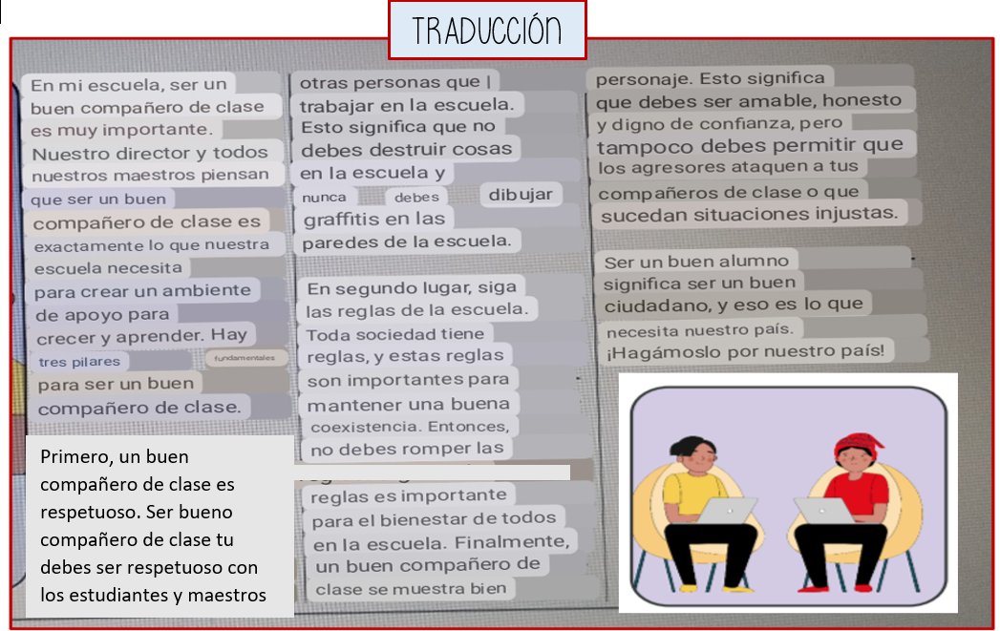 TRADUCCIÓN
En mi escuela, ser un
buen compañero de clase
es muy importante.
Nuestro director y todos
nuestros maestros piensan
que ser un buen
compañero de clase es
exactamente lo que nuestra
escuela necesita
para crear un ambiente
de apoyo para
crecer y aprender. Hay
tres pilares fundamentales
para ser un buen
compañero de clase.
Primero, un buen
compañero de clase es
respetuoso. Ser bueno
compañero de clase tu
debes ser respetuoso con
los estudiantes y maestros
otras personas que |
trabajar en la escuela.
Esto significa que no
debes destruir cosas
en la escuela y
nunca debes dibujar
graffitis en las
paredes de la escuela.
En segundo lugar, siga
las reglas de la escuela.
Toda sociedad tiene
reglas, y estas reglas
son importantes para
mantener una buena
coexistencia. Entonces,
no debes romper las
reglas es importante
para el bienestar de todos
en la escuela. Finalmente,
un buen compañero de
clase se muestra bien
personaje. Esto significa
que debes ser amable, honesto
y digno de confianza, pero
tampoco debes permitir que
los agresores ataquen a tus
compañeros de clase o que
sucedan situaciones injustas.
Ser un buen alumno
significa ser un buen
ciudadano, y eso es lo que
necesita nuestro país.
¡Hagámoslo por nuestro país!